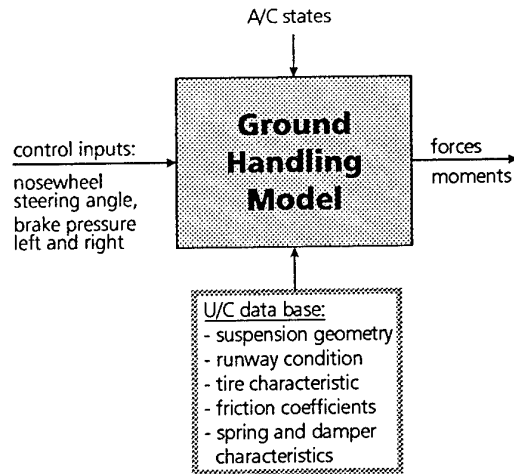 A/C states
Ground
Handling
Model
control inputs:
nosewheel
steering angle,
brake pressure
left and right
forces
moments
U/C data base:
- suspension geometry
- runway condition
- tire characteristic
- friction coefficients
- spring and damper
characteristics